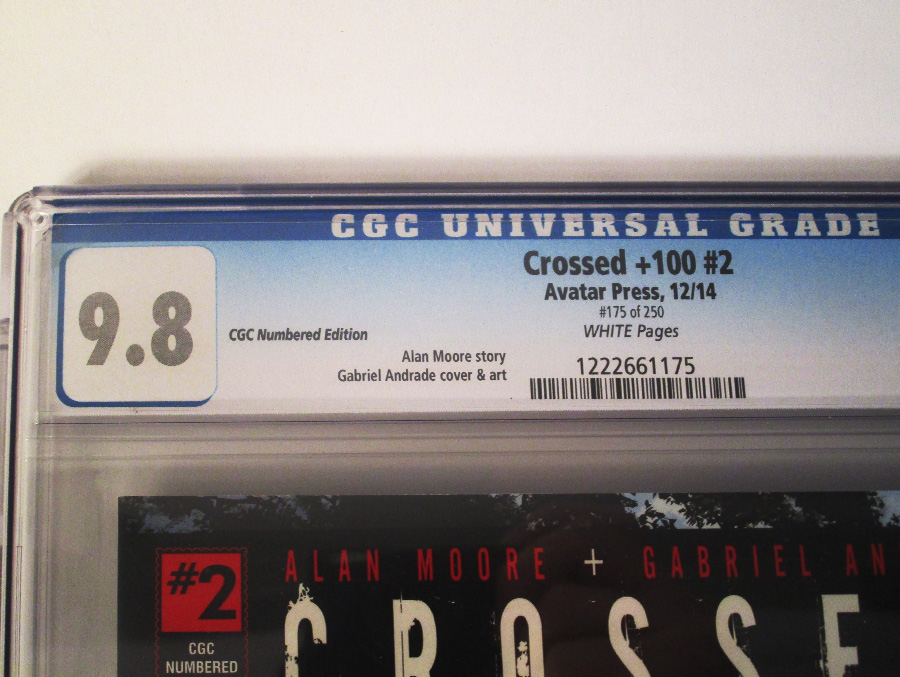 CGC UNIVERSAL GRADE
9.8
CGC Numbered Edition
Alan Moore story
Gabriel Andrade cover & art
Crossed +100 #2
Avatar Press, 12/14
#175 of 250
WHITE Pages
1222661175
#2
CGC
NUMBERED
ALAN MOORE + GABRIEL AN
CROSSE